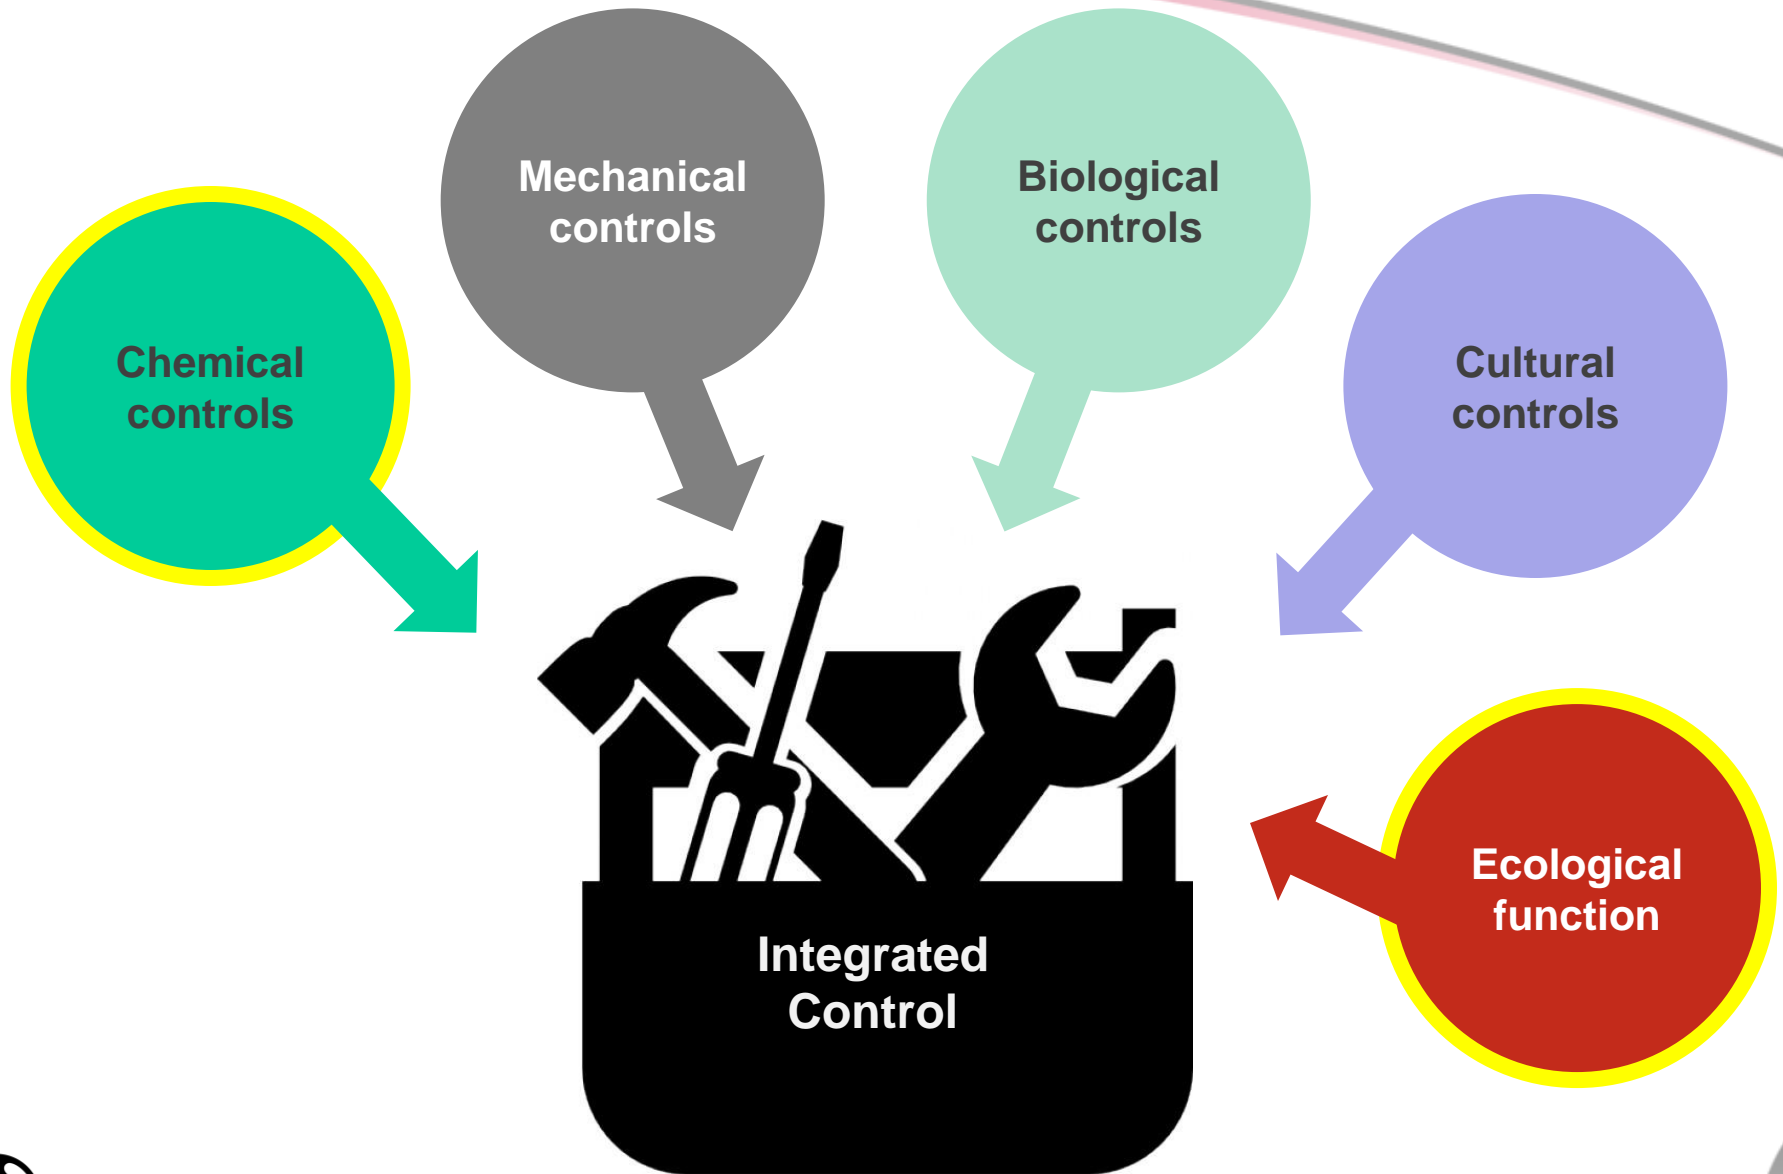 Mechanical
controls
Biological
controls
Chemical
controls
Cultural
controls
Ecological
function
Integrated
Control